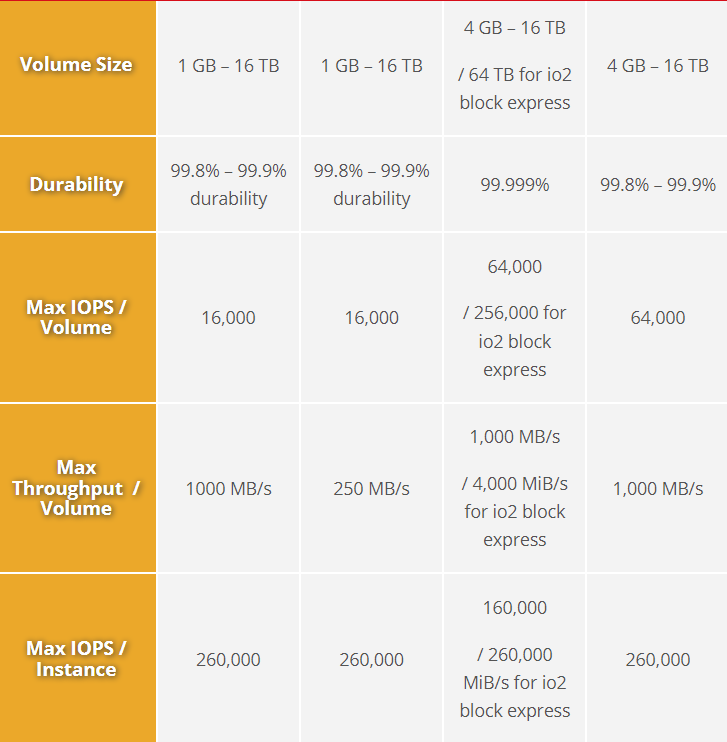 Volume Size
1 GB – 16 TB
1 GB – 16 TB
4 GB – 16 TB
/ 64 TB for io2
block express
4 GB – 16 TB
Durability
99.8% – 99.9%
durability
99.8% – 99.9%
durability
99.999%
99.8% – 99.9%
Max IOPS /
Volume
16,000
16,000
64,000
/ 256,000 for
io2 block
express
64,000
Max
Throughput /
Volume
1000 MB/s
250 MB/s
1,000 MB/s
/ 4,000 MiB/s
for io2 block
express
1,000 MB/s
Max IOPS /
Instance
260,000
260,000
160,000
/ 260,000
MiB/s for io2
block express
260,000